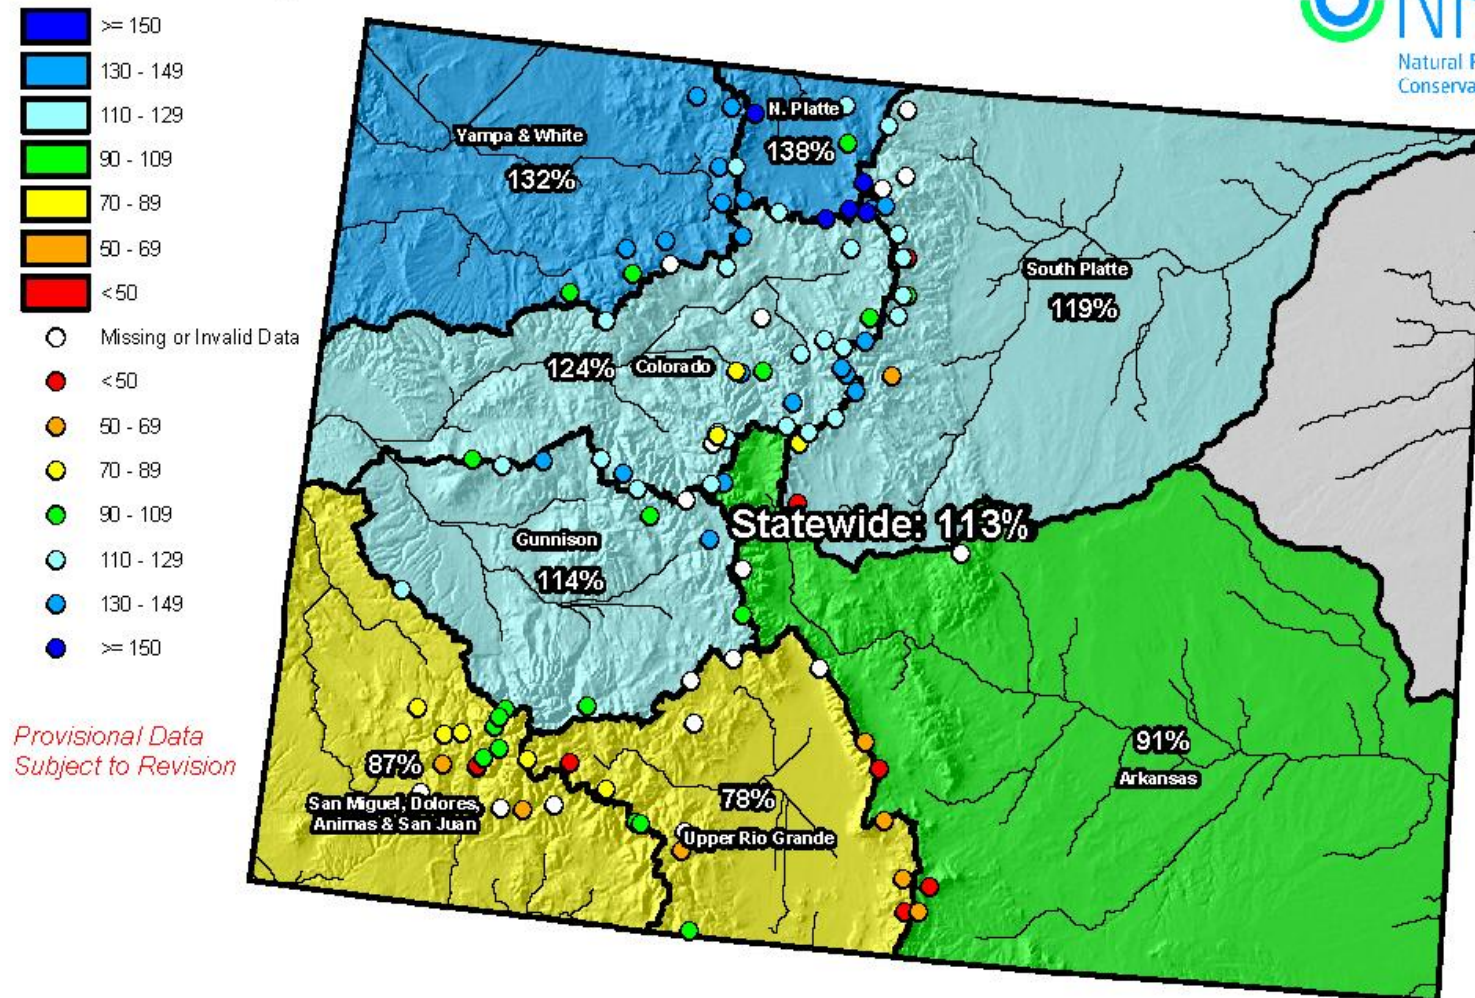 >= 150
130 - 149
110 - 129
90 - 109
70 - 89
50 - 69
<50
Missing or Invalid Data
<50
50 - 69
70 - 89
90 - 109
110 - 129
130 - 149
>= 150
Provisional Data
Subject to Revision
Natural
Conserva
N. Platte
138%
Yampa & White
132%
South Platte
119%
124%
Colorado
Statewide: 113%
Gunnison
114%
91%
Arkansas
87%
San Miguel, Dolores,
Animas & San Juan
78%
Upper Rio Grande